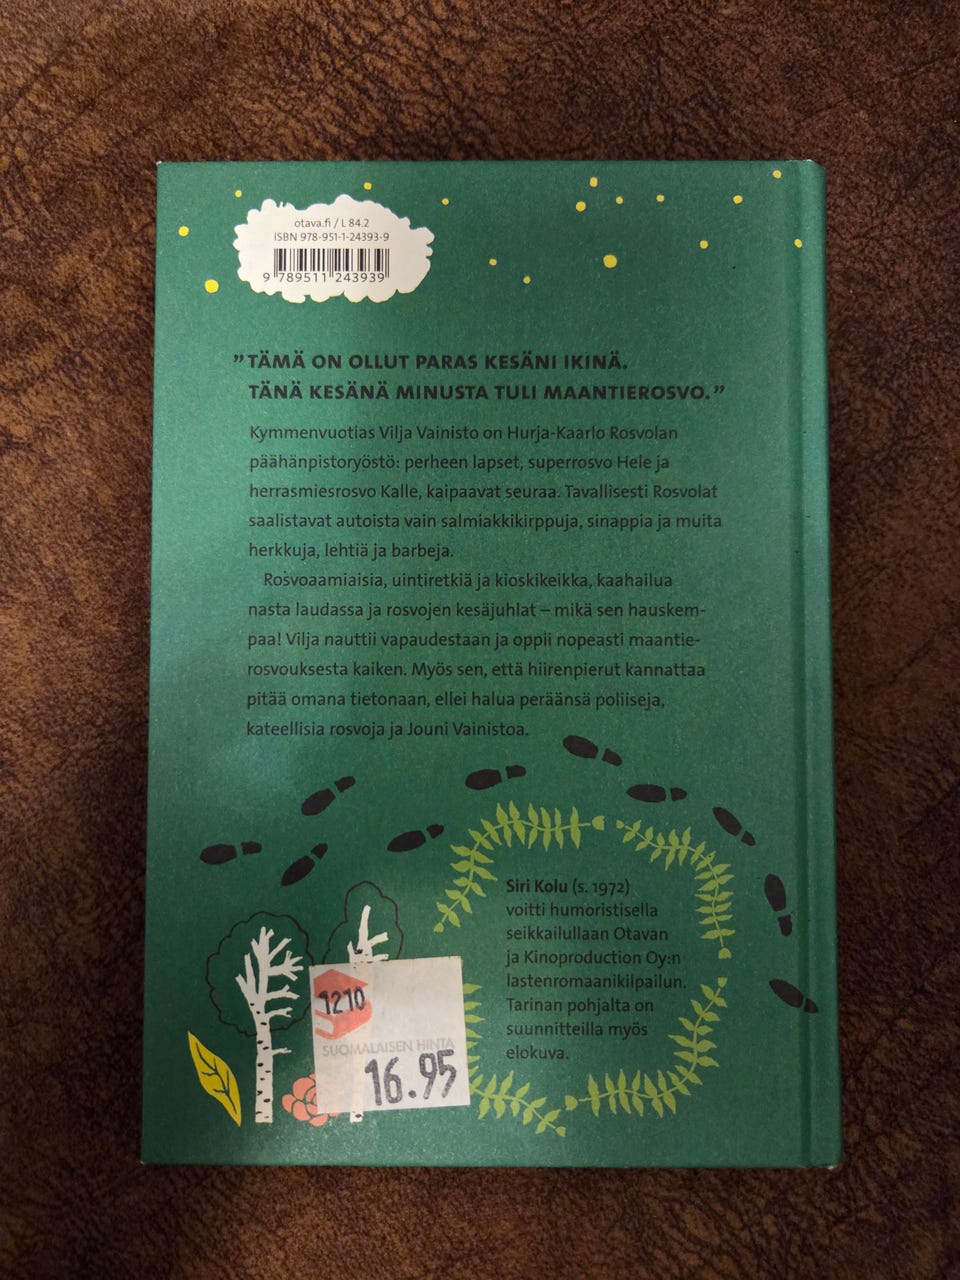 otava.fi / L 84.2
ISBN 978-951-1-24393-9
9 789511 243939
”TÄMÄ ON OLLUT PARAS KESÄNI IKINÄ.
TÄNÄ KESÄNÄ MINUSTA TULI MAANTIEROSVO.”
Kymmenvuotias Vilja Vainisto on Hurja-Kaarlo Rosvolan
päähänpistoryöstö: perheen lapset, superrosvo Hele ja
herrasmiesrosvo Kalle, kaipaavat seuraa. Tavallisesti Rosvolat
saalistavat autoista vain salmiakkikirppuja, sinappia ja muita
herkkuja, lehtiä ja barbeja.
Rosvoaamiaisia, uintiretkiä ja kioskikeikka, kaahailua
nasta laudassa ja rosvojen kesäjuhlat – mikä sen hauskem-
paa! Vilja nauttii vapaudestaan ja oppii nopeasti maantie-
rosvouksesta kaiken. Myös sen, että hiirenpierut kannattaa
pitää omana tietonaan, ellei halua peräänsä poliiseja,
kateellisia rosvoja ja Jouni Vainistoa.
Siri Kolu (s. 1972)
voitti humoristisella
seikkailullaan Otavan
ja Kinoproduction Oy:n
lastenromaanikilpailun.
Tarinan pohjalta on
suunnitteilla myös
elokuva.
1210
SUOMALAISEN HINTA
16.95